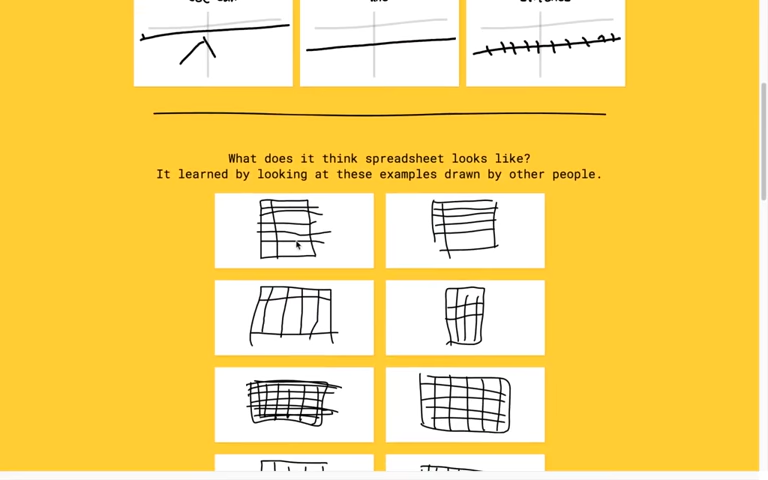 What does it think spreadsheet looks like?
It learned by looking at these examples drawn by other people.